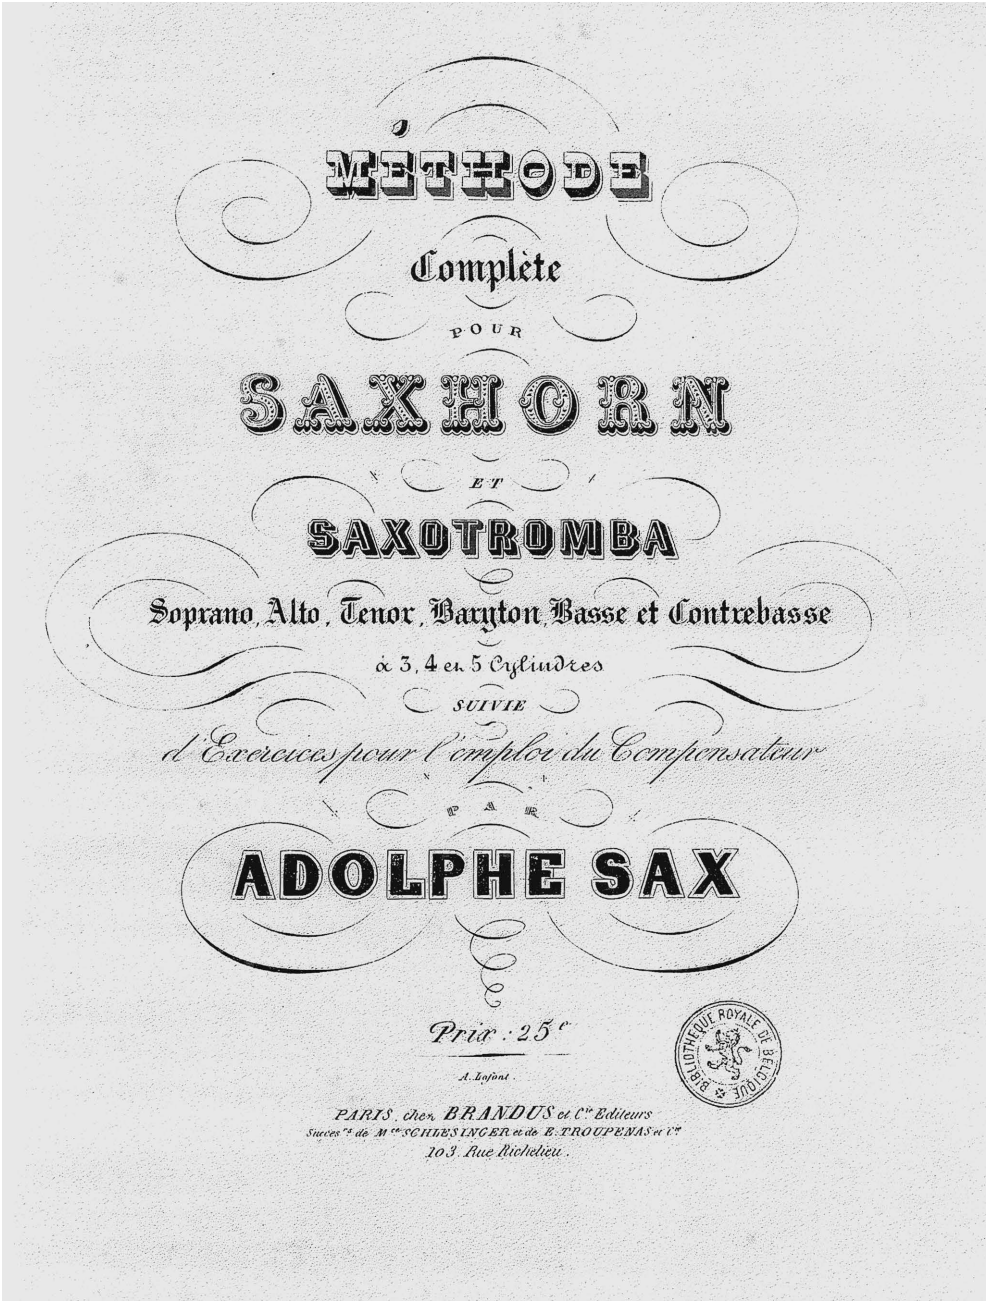 MÉTHODE
Complète
POUR
SAXHORN
ET
SAXOTROMBA
Soprano, Alto, Tenor, Baryton, Basse et Contrebasse
à 3, 4 et 5 Cylindres
SUIVIE
d'Exercices pour l'emploi du Compensateur
PAR
ADOLPHE SAX
Prix : 25ᶠ
A. Lafont.
PARIS, chez BRANDUS et Cⁱᵉ Editeurs
Succesʳˢ de Mᶜᵉ SCHLESINGER et de E. TROUPENAS et Cⁱᵉ
103. Rue Richelieu.
BIBLIOTHEQUE ROYALE DE BELGIQUE